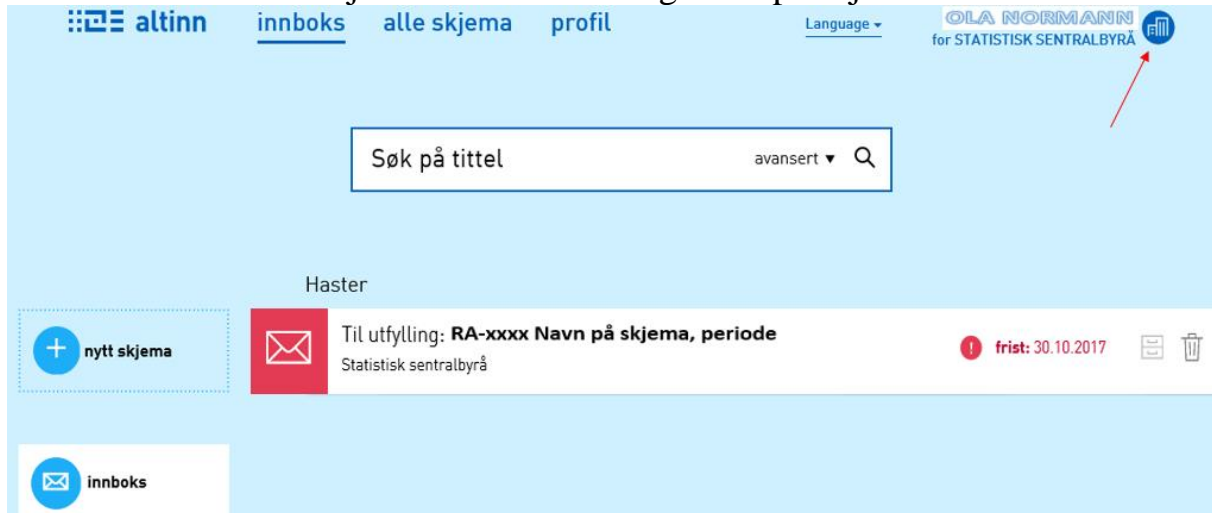 altinn innboks alle skjema profil Language OLA NORMANN
for STATISTISK SENTRALBYRÅ
Søk på tittel avansert
Haster
nytt skjema
Til utfylling: RA-xxxx Navn på skjema, periode
Statistisk sentralbyrå
frist: 30.10.2017
innboks